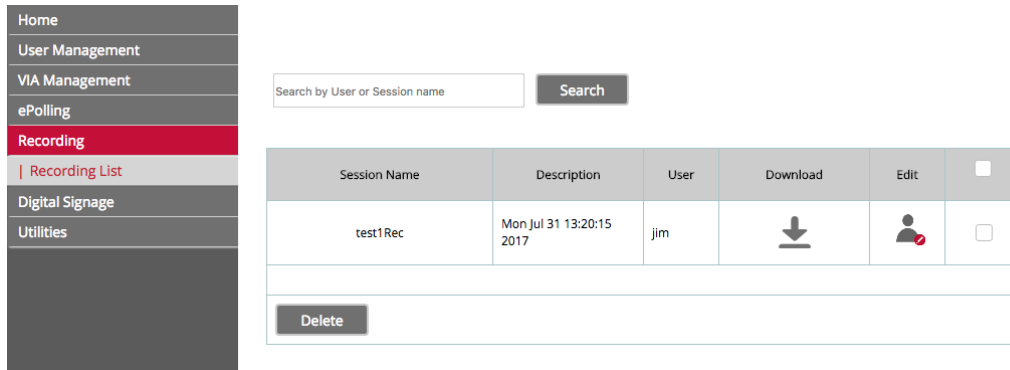 Home
User Management
VIA Management
ePolling
Recording
| Recording List
Digital Signage
Utilities
Search by User or Session name
Search
Session Name Description User Download Edit
test1Rec Mon Jul 31 13:20:15 jim
2017
Delete